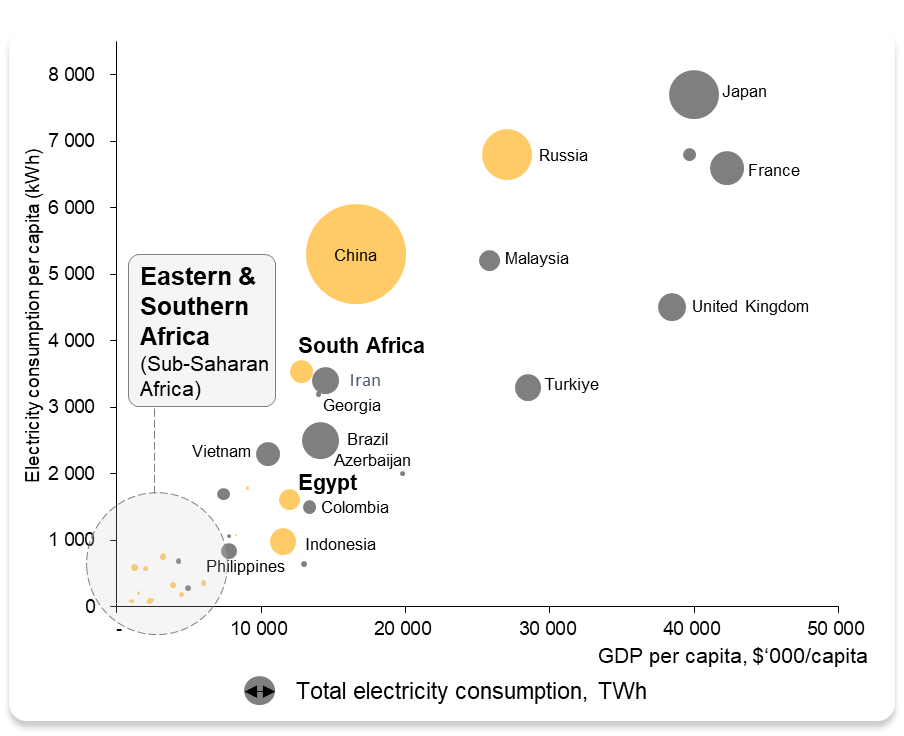 8 000
7 000
6 000
5 000
4 000
3 000
2 000
1 000
0
Electricity consumption per capita (kWh)
Japan
Russia
France
China
Malaysia
United Kingdom
Eastern &
Southern
Africa
(Sub-Saharan
Africa)
South Africa
Iran
Turkiye
Georgia
Vietnam
Brazil
Azerbaijan
Egypt
Colombia
Indonesia
Philippines
-
10 000
20 000
30 000
40 000
50 000
GDP per capita, $‘000/capita
Total electricity consumption, TWh